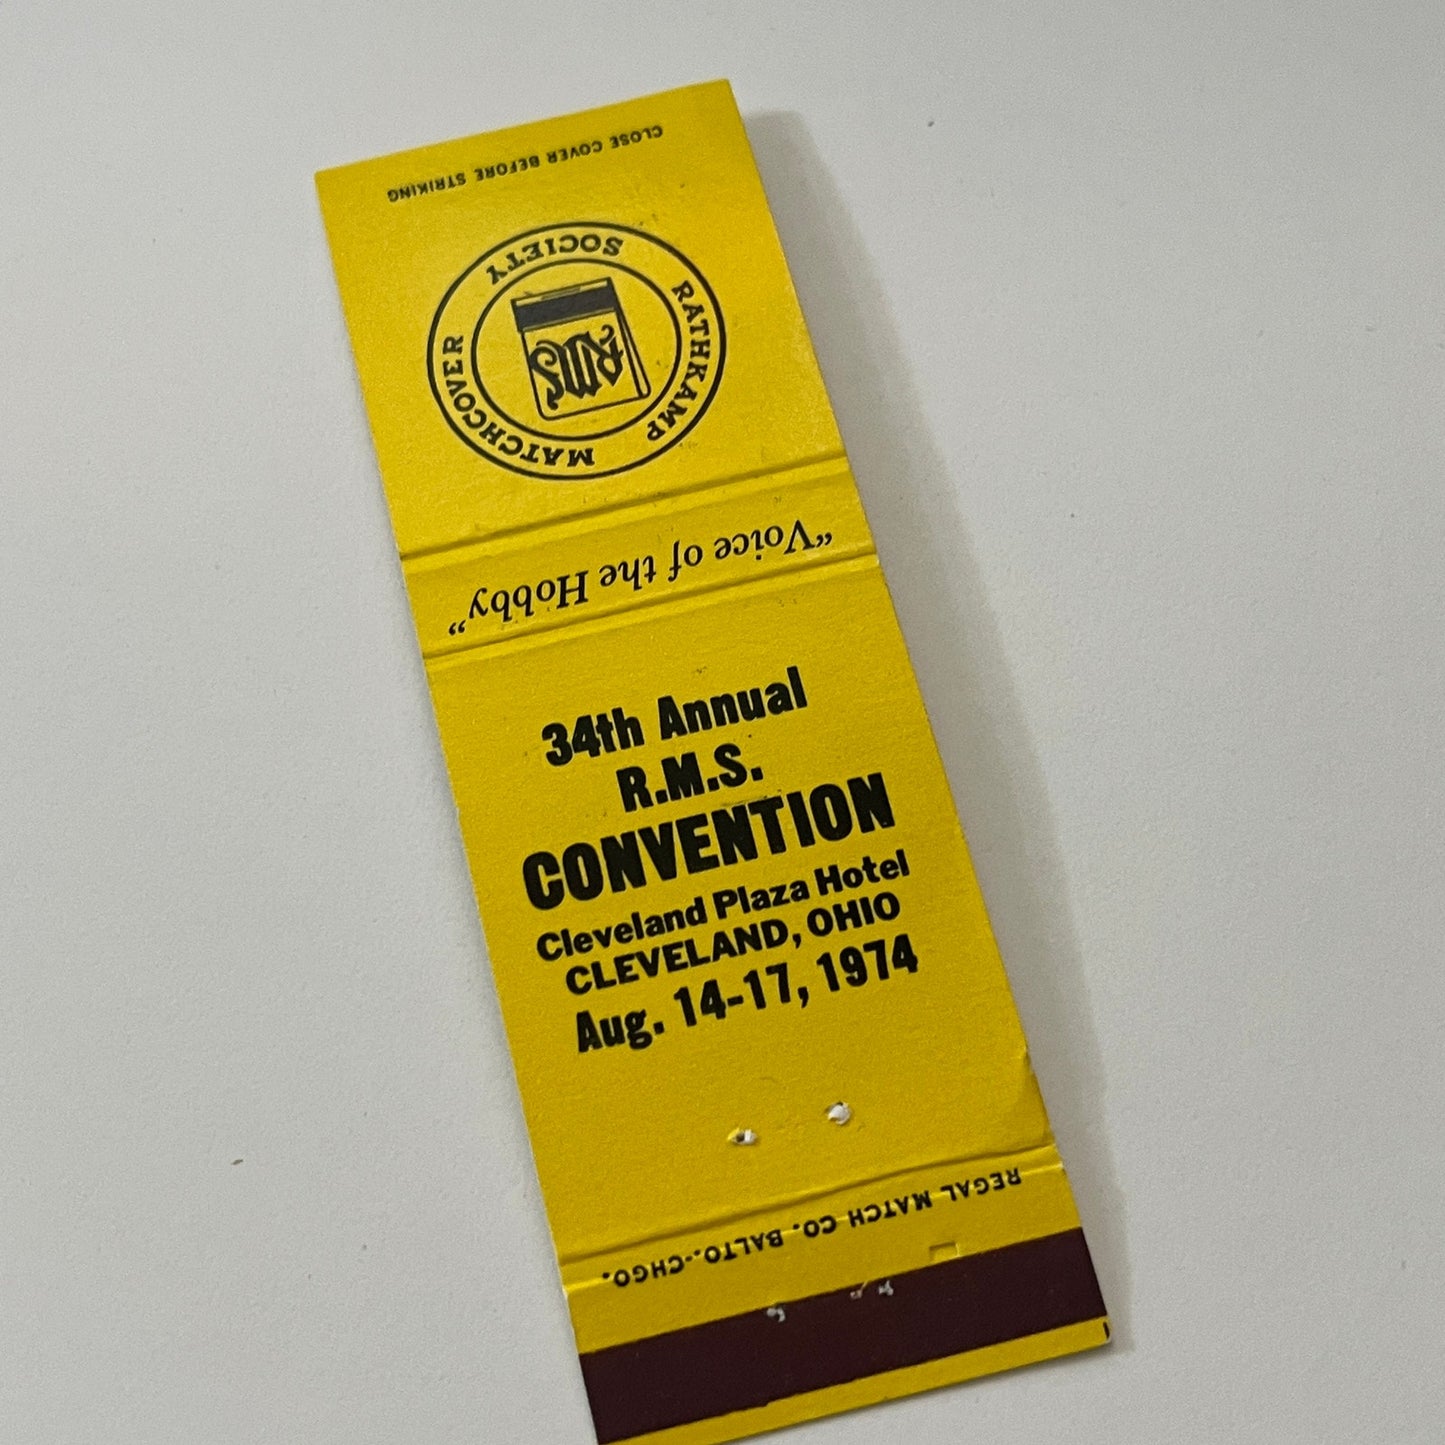 CLOSE COVER BEFORE STRIKING
RATHKAMP MATCHCOVER SOCIETY
RMS
"Voice of the Hobby"
34th Annual
R.M.S.
CONVENTION
Cleveland Plaza Hotel
CLEVELAND, OHIO
Aug. 14-17, 1974
REGAL MATCH CO. BALTO.-CHGO.